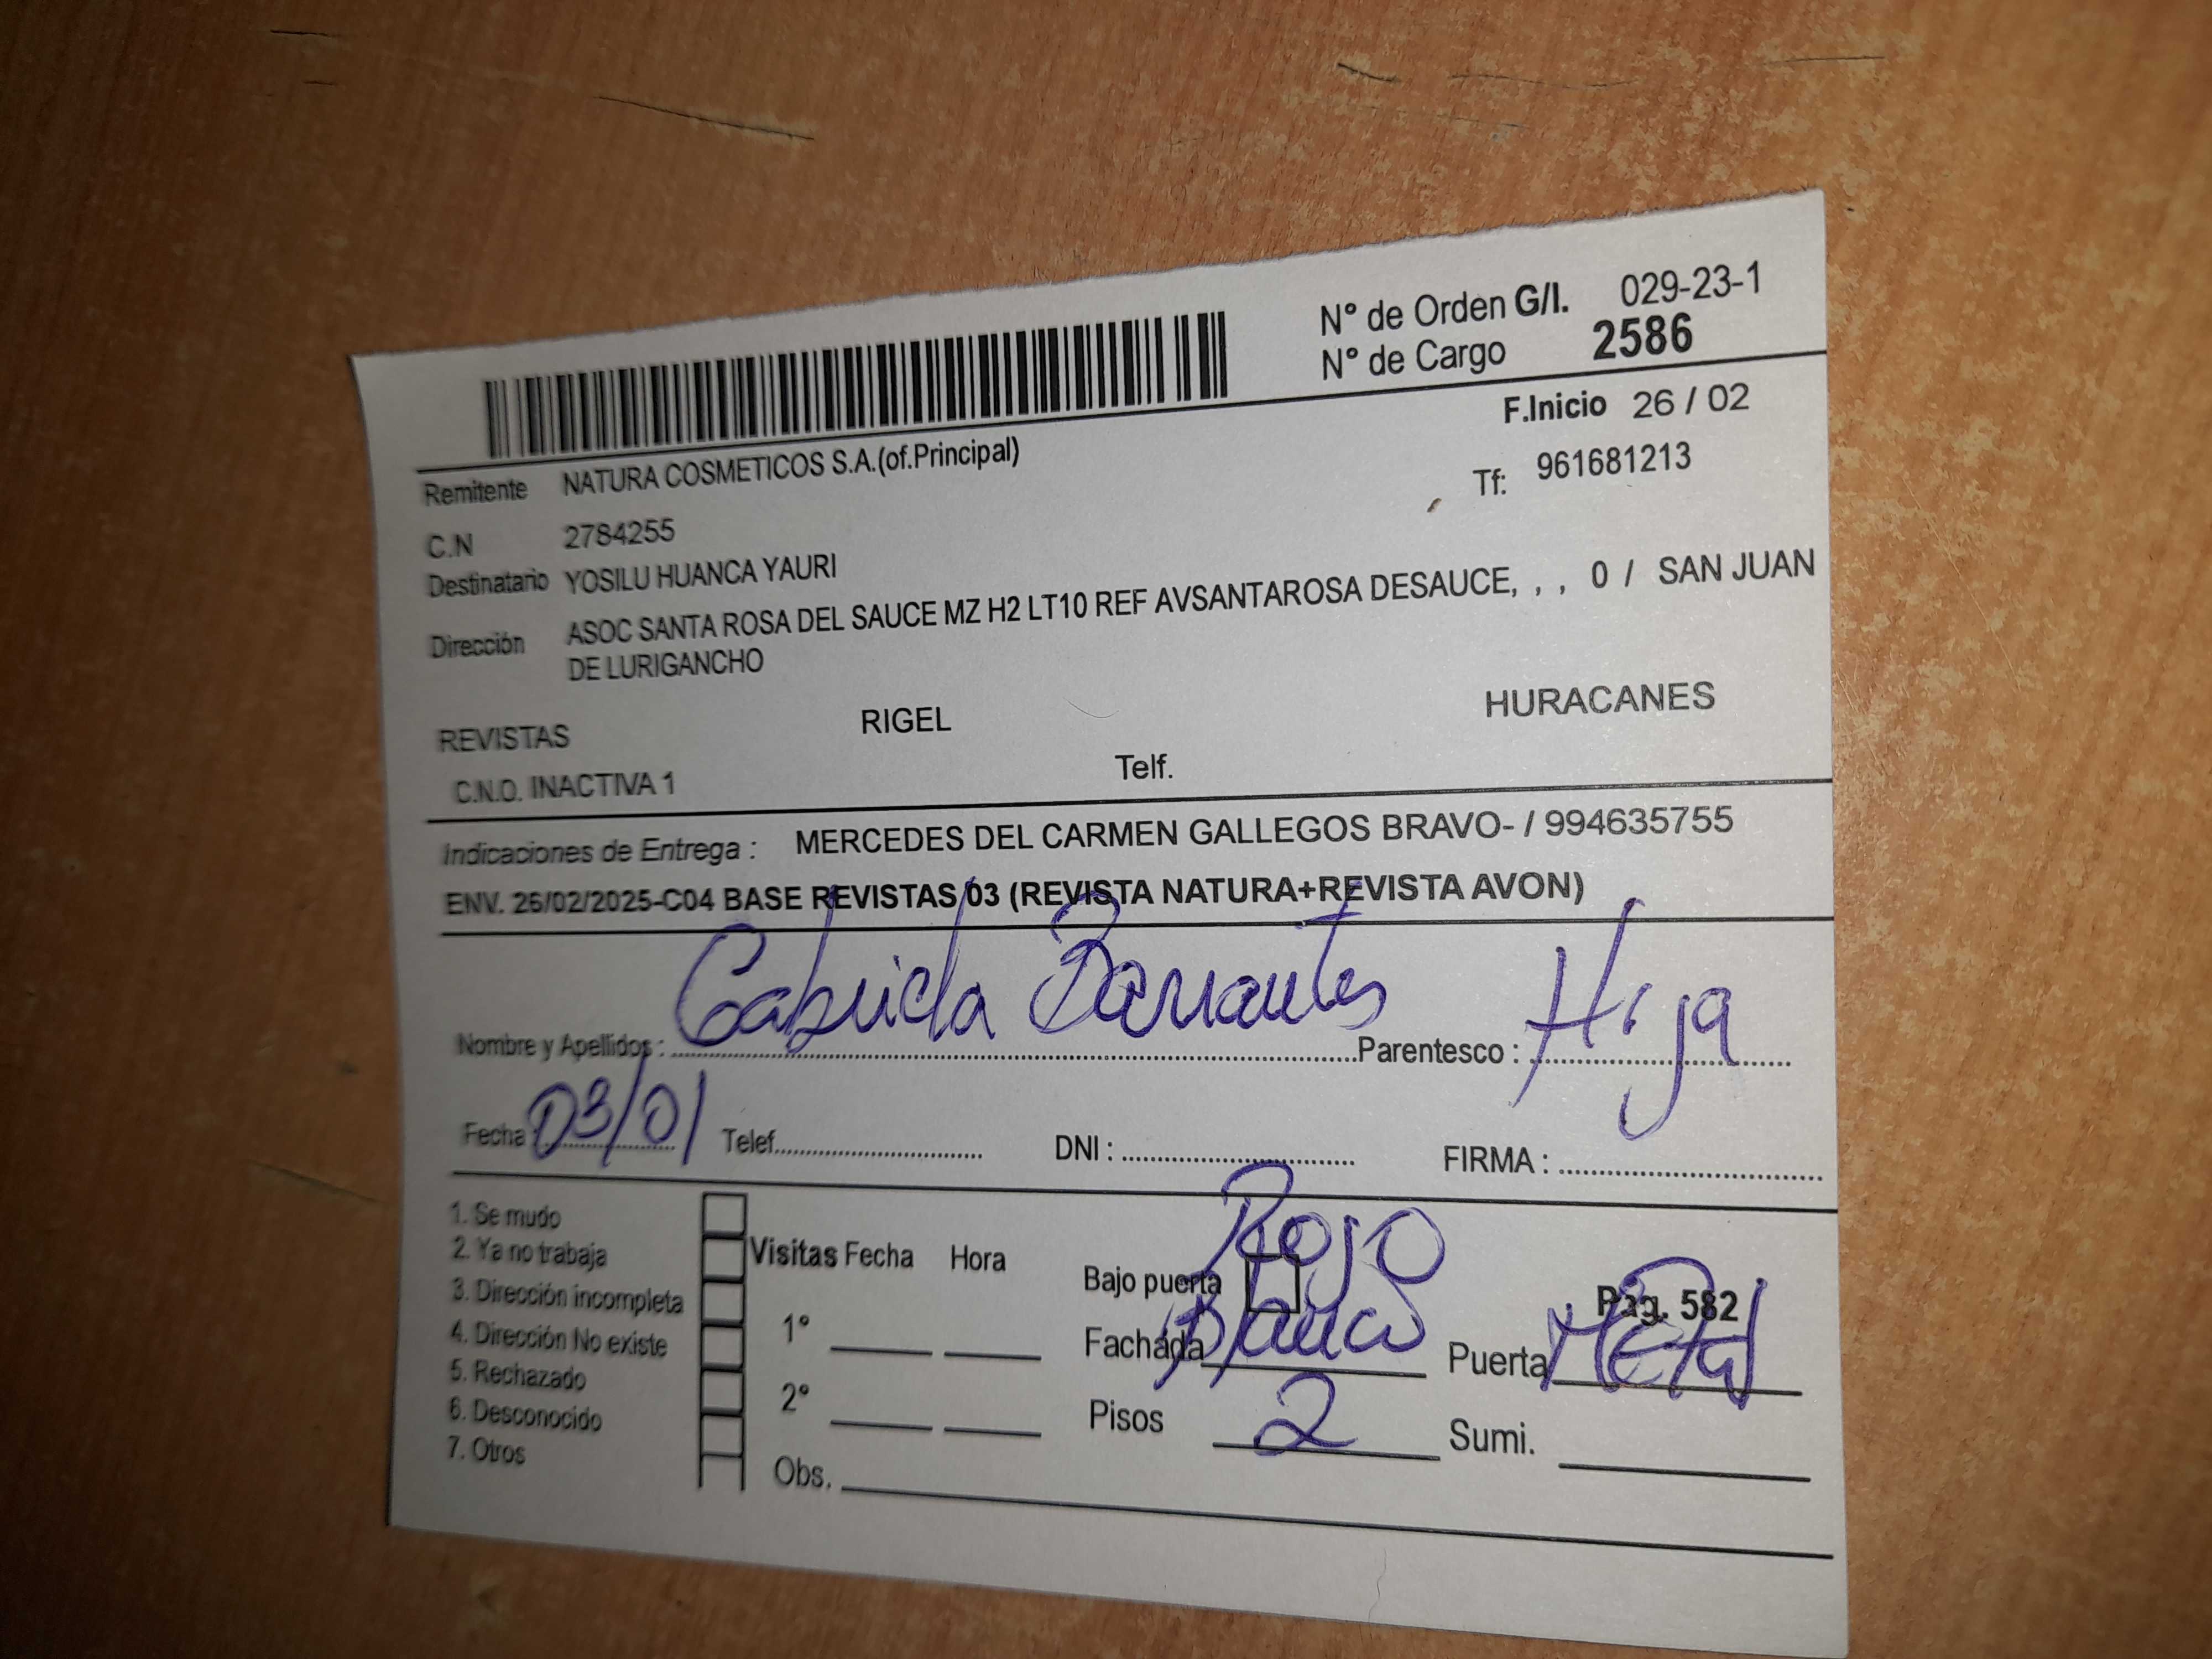 N° de Orden G/I. 029-23-1
N° de Cargo 2586
F.Inicio 26 / 02
Remitente NATURA COSMETICOS S.A.(of.Principal)
Tf: 961681213
C.N 2784255
Destinatario YOSILU HUANCA YAURI
Dirección ASOC SANTA ROSA DEL SAUCE MZ H2 LT10 REF AVSANTAROSA DESAUCE, , , 0 / SAN JUAN
DE LURIGANCHO
REVISTAS RIGEL HURACANES
C.N.O. INACTIVA 1 Telf.
Indicaciones de Entrega : MERCEDES DEL CARMEN GALLEGOS BRAVO- / 994635755
ENV. 26/02/2025-C04 BASE REVISTAS 03 (REVISTA NATURA+REVISTA AVON)
Nombre y Apellidos : Gabriela Barrantes Parentesco : Hija
Fecha : 03/01 Telef. DNI : FIRMA :
1. Se mudo
2. Ya no trabaja
3. Dirección incompleta
4. Dirección No existe
5. Rechazado
6. Desconocido
7. Otros
Visitas Fecha Hora
1°
2°
Obs.
Rojo
Bajo puerta Pag. 582
Fachada Blanco Puerta Metal
Pisos 2 Sumi.